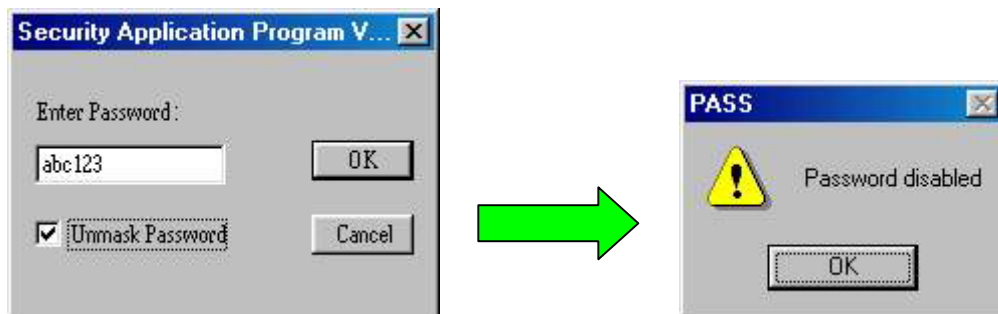 Security Application Program V...
Enter Password:
abc123
OK
Unmask Password
Cancel
PASS
Password disabled
OK